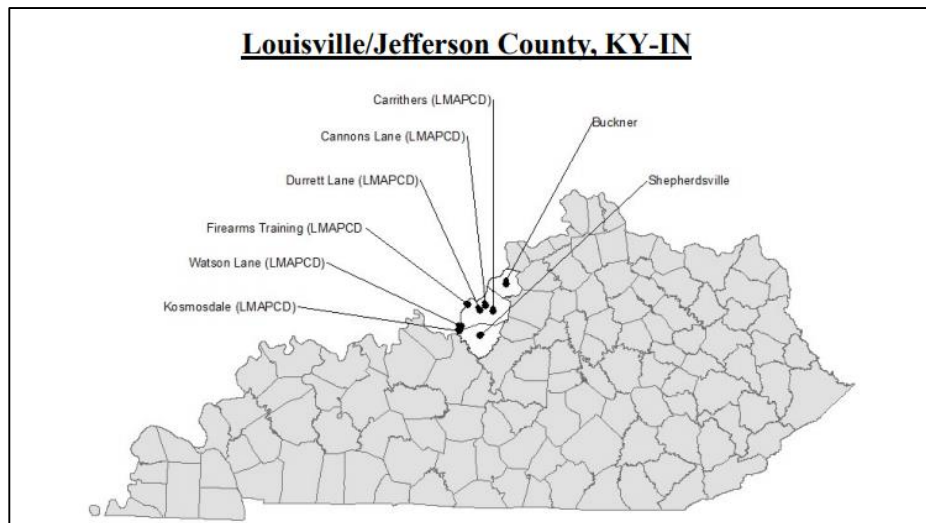 Louisville/Jefferson County, KY-IN
Carrithers (LMAPCD)
Buckner
Cannons Lane (LMAPCD)
Durrett Lane (LMAPCD)
Shepherdsville
Firearms Training (LMAPCD
Watson Lane (LMAPCD)
Kosmosdale (LMAPCD)